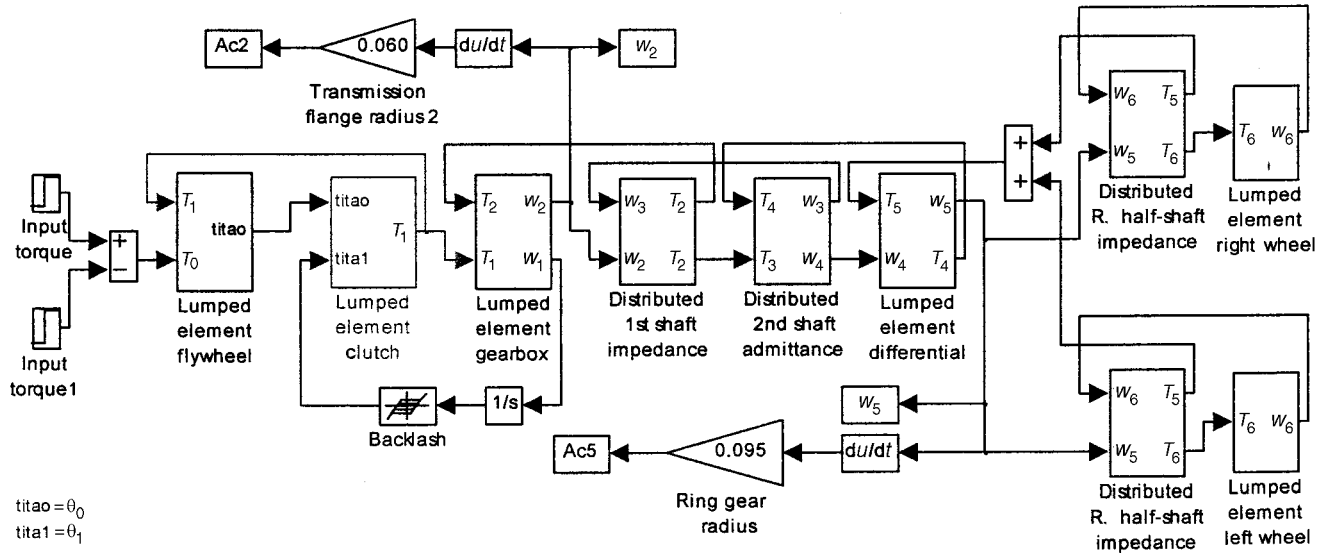 Ac2
0.060
du/dt
w2
Transmission
flange radius 2
Input
torque
+
−
Input
torque1
T1
T0
titao
Lumped
element
flywheel
titao
tita1
T1
Lumped
element
clutch
T2
T1
w2
w1
Lumped
element
gearbox
w3
w2
T2
T2
Distributed
1st shaft
impedance
T4
T3
w3
w4
Distributed
2nd shaft
admittance
T5
w4
w5
T4
Lumped
element
differential
+
+
w6
w5
T5
T6
Distributed
R. half-shaft
impedance
T6
w6
Lumped
element
right wheel
Backlash
1/s
w5
Ac5
0.095
du/dt
Ring gear
radius
w6
w5
T5
T6
Distributed
R. half-shaft
impedance
T6
w6
Lumped
element
left wheel
titao=θ0
tita1=θ1